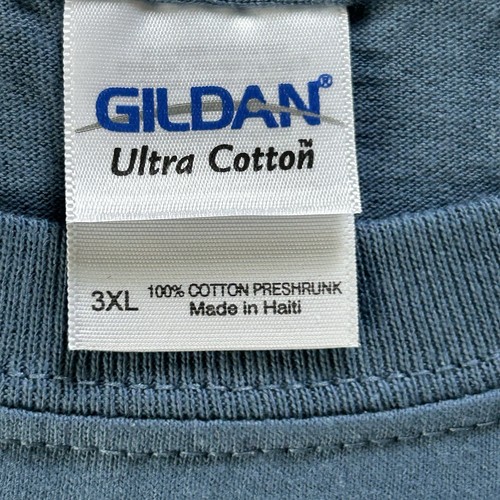 GILDAN®
Ultra Cotton™
3XL 100% COTTON PRESHRUNK
Made in Haiti